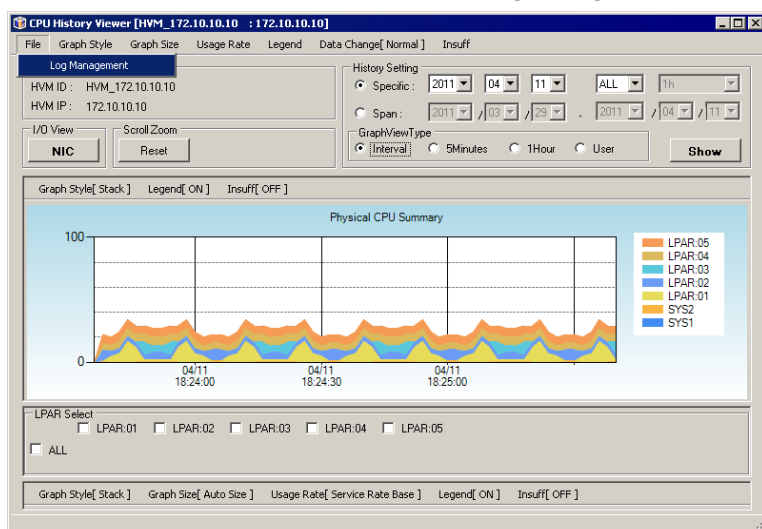 CPU History Viewer [HVM_172.10.10.10 : 172.10.10.10]
File Graph Style Graph Size Usage Rate Legend Data Change[ Normal ] Insuff
Log Management
HVM ID : HVM_172.10.10.10
HVM IP : 172.10.10.10
History Setting
Specific : 2011 04 11 ALL 1h
Span : 2011 / 03 / 29 . 2011 / 04 / 11
I/O View Scroll Zoom
NIC Reset
GraphViewType
Interval 5Minutes 1Hour User
Show
Graph Style[ Stack ] Legend[ ON ] Insuff[ OFF ]
Physical CPU Summary
100
0
04/11 04/11 04/11
18:24:00 18:24:30 18:25:00
LPAR:05
LPAR:04
LPAR:03
LPAR:02
LPAR:01
SYS2
SYS1
LPAR Select
LPAR:01 LPAR:02 LPAR:03 LPAR:04 LPAR:05
ALL
Graph Style[ Stack ] Graph Size[ Auto Size ] Usage Rate[ Service Rate Base ] Legend[ ON ] Insuff[ OFF ]